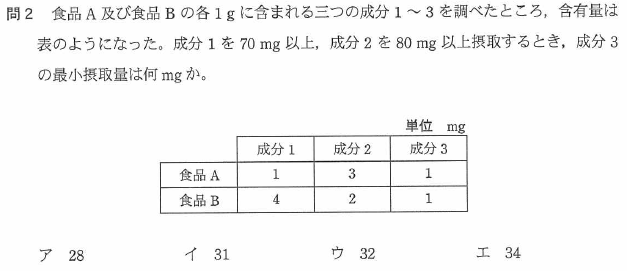 問2 食品A及び食品Bの各1gに含まれる三つの成分1～3を調べたところ，含有量は
表のようになった。成分1を70 mg 以上，成分2を80 mg 以上摂取するとき，成分3
の最小摂取量は何mgか。
単位 mg
成分1 成分2 成分3
食品A 1 3 1
食品B 4 2 1
ア 28 イ 31 ウ 32 エ 34